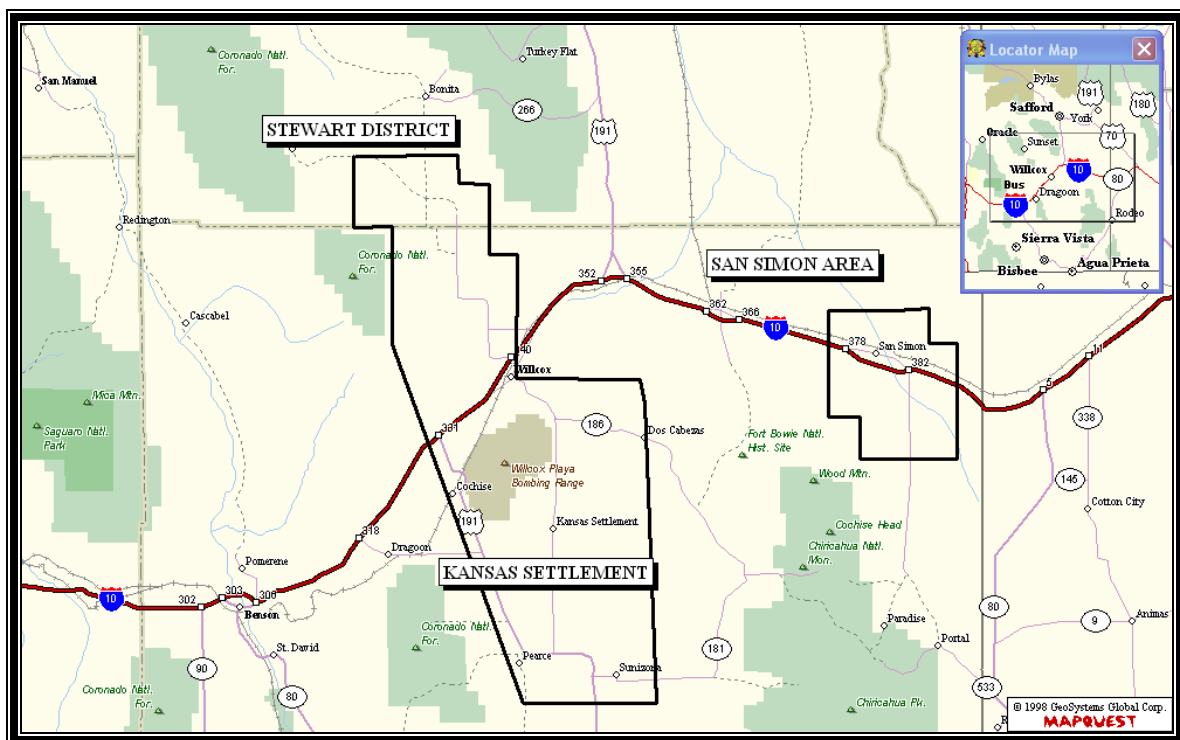 Coronado Natl.
For.
Turkey Flat
San Manuel
Bonita
266
191
STEWART DISTRICT
Locator Map
Bylas
191
180
Safford
York
70
Oracle
Sunset
Willcox
10
80
Bus
Dragoon
10
Rodeo
Sierra Vista
Bisbee
Agua Prieta
Redington
Coronado Natl.
For.
SAN SIMON AREA
352
355
362
366
10
Cascabel
378
San Simon
382
340
Willcox
11
5
338
Mica Mtn.
Saguaro Natl.
Park
331
186
Dos Cabezas
Fort Bowie Natl.
Hist. Site
Willcox Playa
Bombing Range
Wood Mtn.
145
Cochise
Cotton City
191
Kansas Settlement
Cochise Head
Chiricahua Natl.
Mon.
318
Dragoon
Pomerene
KANSAS SETTLEMENT
10
302
303
306
Benson
80
9
Animas
Coronado Natl.
For.
Paradise
Portal
St. David
Pearce
181
Sunizona
90
80
Coronado Natl.
For.
533
Chiricahua Pk.
R
© 1998 GeoSystems Global Corp.
MAPQUEST